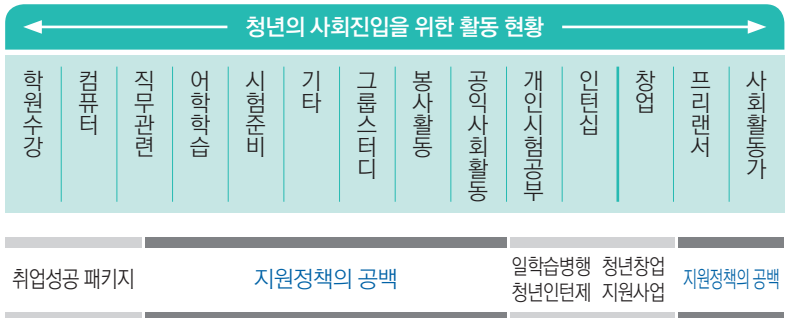 청년의 사회진입을 위한 활동 현황
학원수강
컴퓨터
직무관련
어학학습
시험준비
기타
그룹스터디
봉사활동
공익사회활동
개인시험공부
인턴십
창업
프리랜서
사회활동가
취업성공 패키지
지원정책의 공백
일학습병행
청년인턴제
청년창업
지원사업
지원정책의 공백